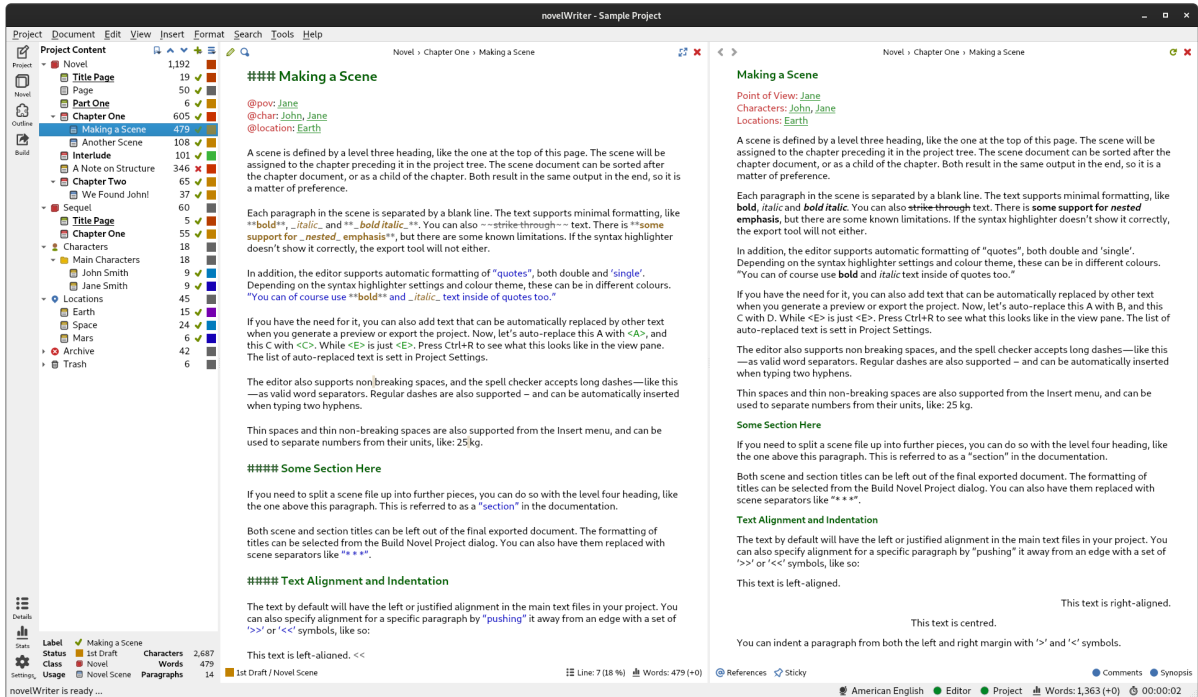 novelWriter - Sample Project
Project Document Edit View Insert Format Search Tools Help
Project
Novel
Outline
Build
Details
Stats
Settings
Project Content
Novel 1,192
Title Page 19
Page 50
Part One 6
Chapter One 605
Making a Scene 479
Another Scene 108
Interlude 101
A Note on Structure 346
Chapter Two 65
We Found John! 37
Sequel 60
Title Page 5
Chapter One 55
Characters 18
Main Characters 18
John Smith 9
Jane Smith 9
Locations 45
Earth 15
Space 24
Mars 6
Archive 42
Trash 6
Label Making a Scene
Status 1st Draft Characters 2,687
Class Novel Words 479
Usage Novel Scene Paragraphs 14
Novel › Chapter One › Making a Scene
### Making a Scene
@pov: Jane
@char: John, Jane
@location: Earth
A scene is defined by a level three heading, like the one at the top of this page. The scene will be
assigned to the chapter preceding it in the project tree. The scene document can be sorted after
the chapter document, or as a child of the chapter. Both result in the same output in the end, so it is
a matter of preference.
Each paragraph in the scene is separated by a blank line. The text supports minimal formatting, like
**bold**, _italic_ and **_bold italic_**. You can also ~~strike through~~ text. There is **some
support for _nested_ emphasis**, but there are some known limitations. If the syntax highlighter
doesn’t show it correctly, the export tool will not either.
In addition, the editor supports automatic formatting of “quotes”, both double and ‘single’.
Depending on the syntax highlighter settings and colour theme, these can be in different colours.
“You can of course use **bold** and _italic_ text inside of quotes too.”
If you have the need for it, you can also add text that can be automatically replaced by other text
when you generate a preview or export the project. Now, let’s auto-replace this A with <A>, and
this C with <C>. While <E> is just <E>. Press Ctrl+R to see what this looks like in the view pane.
The list of auto-replaced text is sett in Project Settings.
The editor also supports non breaking spaces, and the spell checker accepts long dashes—like this
—as valid word separators. Regular dashes are also supported – and can be automatically inserted
when typing two hyphens.
Thin spaces and thin non-breaking spaces are also supported from the Insert menu, and can be
used to separate numbers from their units, like: 25 kg.
#### Some Section Here
If you need to split a scene file up into further pieces, you can do so with the level four heading, like
the one above this paragraph. This is referred to as a “section” in the documentation.
Both scene and section titles can be left out of the final exported document. The formatting of
titles can be selected from the Build Novel Project dialog. You can also have them replaced with
scene separators like “* * *”.
#### Text Alignment and Indentation
The text by default will have the left or justified alignment in the main text files in your project. You
can also specify alignment for a specific paragraph by “pushing” it away from an edge with a set of
‘>>’ or ‘<<’ symbols, like so:
This text is left-aligned. <<
1st Draft / Novel Scene
Line: 7 (18 %) Words: 479 (+0)
Novel › Chapter One › Making a Scene
Making a Scene
Point of View: Jane
Characters: John, Jane
Locations: Earth
A scene is defined by a level three heading, like the one at the top of this page. The scene will be
assigned to the chapter preceding it in the project tree. The scene document can be sorted after the
chapter document, or as a child of the chapter. Both result in the same output in the end, so it is a
matter of preference.
Each paragraph in the scene is separated by a blank line. The text supports minimal formatting, like
bold, italic and bold italic. You can also strike through text. There is some support for nested
emphasis, but there are some known limitations. If the syntax highlighter doesn’t show it correctly,
the export tool will not either.
In addition, the editor supports automatic formatting of “quotes”, both double and ‘single’.
Depending on the syntax highlighter settings and colour theme, these can be in different colours.
“You can of course use bold and italic text inside of quotes too.”
If you have the need for it, you can also add text that can be automatically replaced by other text
when you generate a preview or export the project. Now, let’s auto-replace this A with B, and this
C with D. While <E> is just <E>. Press Ctrl+R to see what this looks like in the view pane. The list of
auto-replaced text is sett in Project Settings.
The editor also supports non breaking spaces, and the spell checker accepts long dashes—like this
—as valid word separators. Regular dashes are also supported – and can be automatically inserted
when typing two hyphens.
Thin spaces and thin non-breaking spaces are also supported from the Insert menu, and can be
used to separate numbers from their units, like: 25 kg.
Some Section Here
If you need to split a scene file up into further pieces, you can do so with the level four heading, like
the one above this paragraph. This is referred to as a “section” in the documentation.
Both scene and section titles can be left out of the final exported document. The formatting of
titles can be selected from the Build Novel Project dialog. You can also have them replaced with
scene separators like “* * *”.
Text Alignment and Indentation
The text by default will have the left or justified alignment in the main text files in your project. You
can also specify alignment for a specific paragraph by “pushing” it away from an edge with a set of
‘>>’ or ‘<<’ symbols, like so:
This text is left-aligned.
This text is right-aligned.
This text is centred.
You can indent a paragraph from both the left and right margin with ‘>’ and ‘<’ symbols.
References Sticky Comments Synopsis
novelWriter is ready ...
American English Editor Project Words: 1,363 (+0) 00:00:02